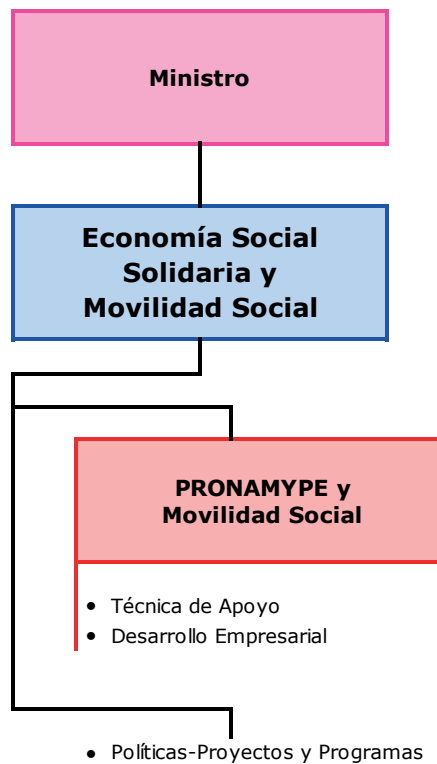 Ministro
Economía Social
Solidaria y
Movilidad Social
PRONAMYPE y
Movilidad Social
• Técnica de Apoyo
• Desarrollo Empresarial
• Políticas-Proyectos y Programas